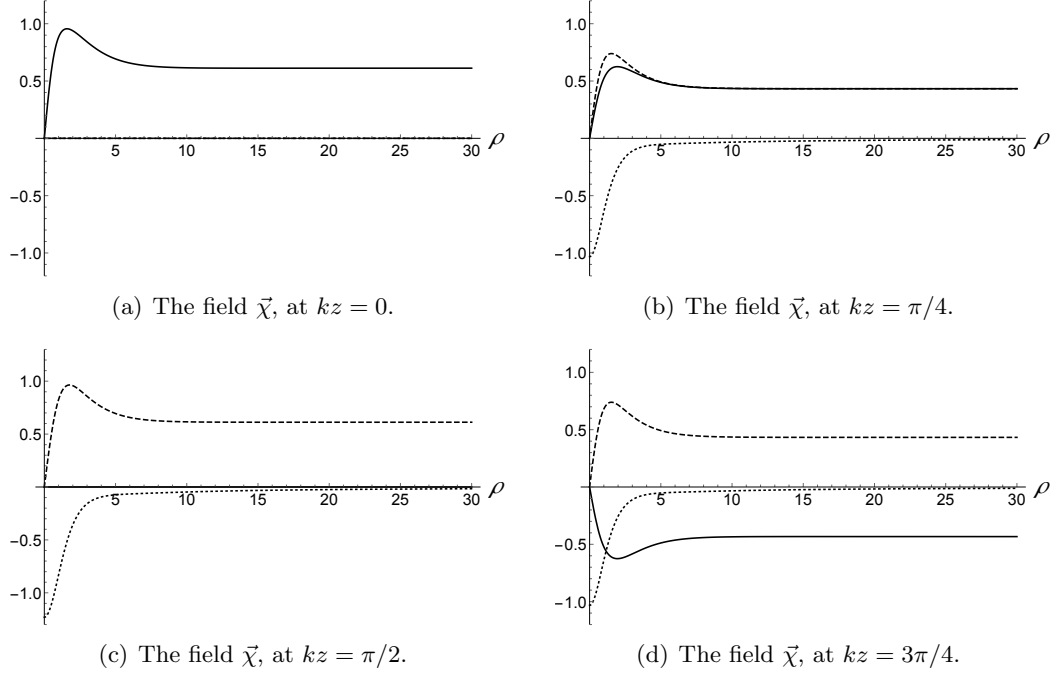 1.0
0.5
5 10 15 20 25 30 ρ
−0.5
−1.0
(a) The field χ⃗, at kz = 0.
1.0
0.5
5 10 15 20 25 30 ρ
−0.5
−1.0
(b) The field χ⃗, at kz = π/4.
1.0
0.5
5 10 15 20 25 30 ρ
−0.5
−1.0
(c) The field χ⃗, at kz = π/2.
1.0
0.5
5 10 15 20 25 30 ρ
−0.5
−1.0
(d) The field χ⃗, at kz = 3π/4.